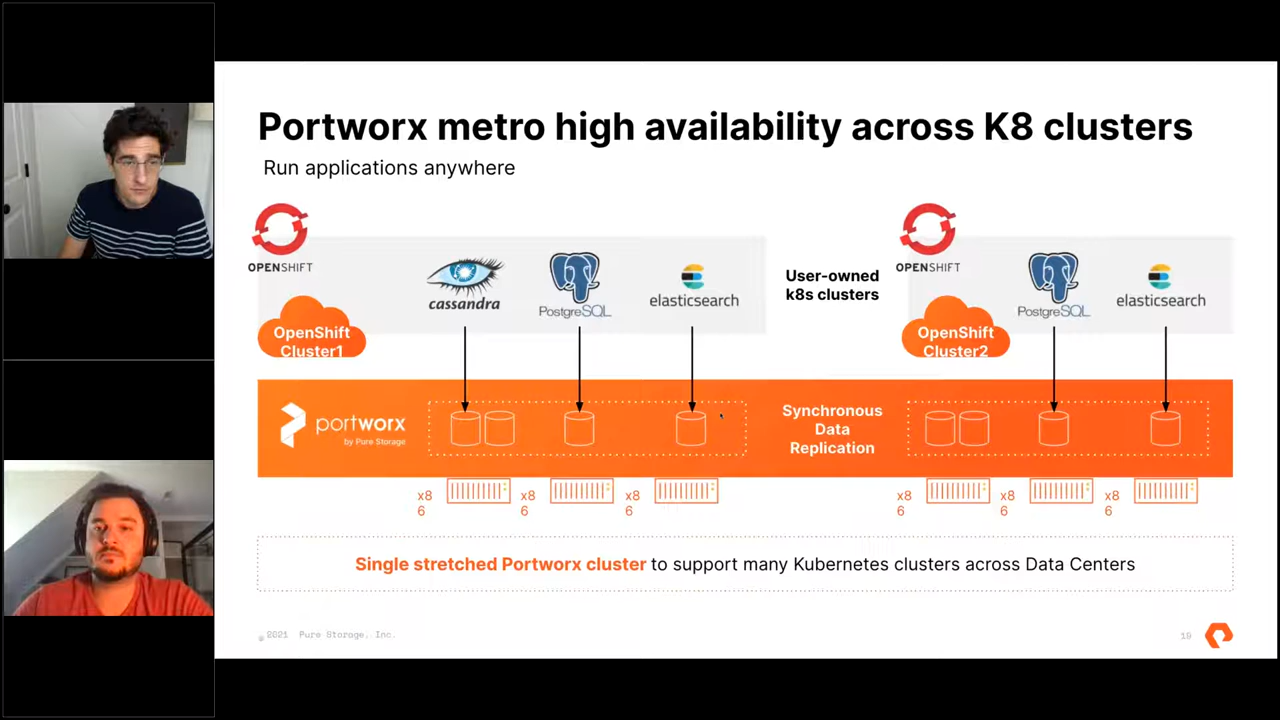 Portworx metro high availability across K8 clusters
Run applications anywhere
OPENSHIFT
OpenShift
Cluster1
cassandra
PostgreSQL
elasticsearch
User-owned
k8s clusters
OPENSHIFT
OpenShift
Cluster2
PostgreSQL
elasticsearch
portworx
by Pure Storage
Synchronous
Data
Replication
x8
6
x8
6
x8
6
x8
6
x8
6
x8
6
Single stretched Portworx cluster to support many Kubernetes clusters across Data Centers
© 2021 Pure Storage, Inc.
19